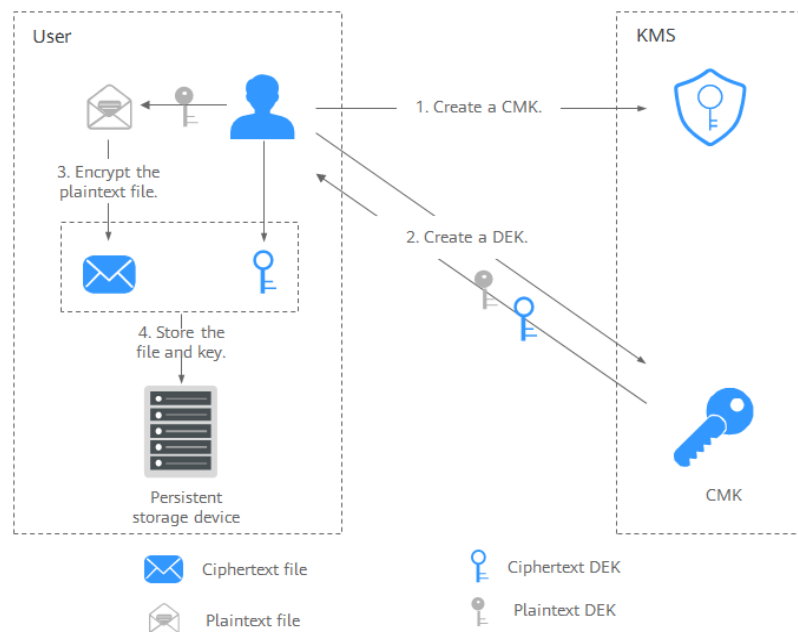 User
KMS
1. Create a CMK.
3. Encrypt the
plaintext file.
2. Create a DEK.
4. Store the
file and key.
Persistent
storage device
CMK
Ciphertext file
Ciphertext DEK
Plaintext file
Plaintext DEK